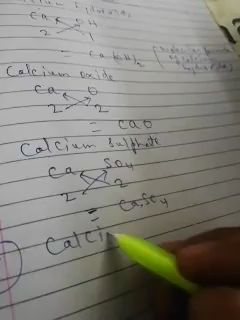 Ca OH
2 1
= Ca(OH)2
Calcium oxide
Ca O
2 2
= CaO
Calcium sulphate
Ca SO4
2 2
= CaSO4
Calci